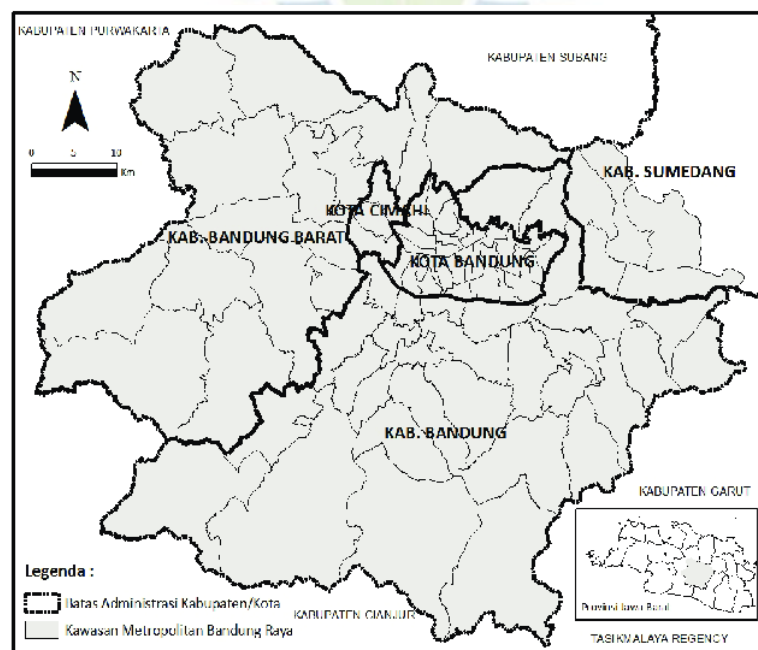 KABUPATEN PURWAKARTA
KABUPATEN SUBANG
N
0 5 10
Km
KAB. SUMEDANG
KOTA CIMAHI
KAB. BANDUNG BARAT
KOTA BANDUNG
KAB. BANDUNG
KABUPATEN GARUT
Legenda :
Batas Administrasi Kabupaten/Kota
Kawasan Metropolitan Bandung Raya
KABUPATEN CIANJUR
Provinsi Jawa Barat
TASIKMALAYA REGENCY